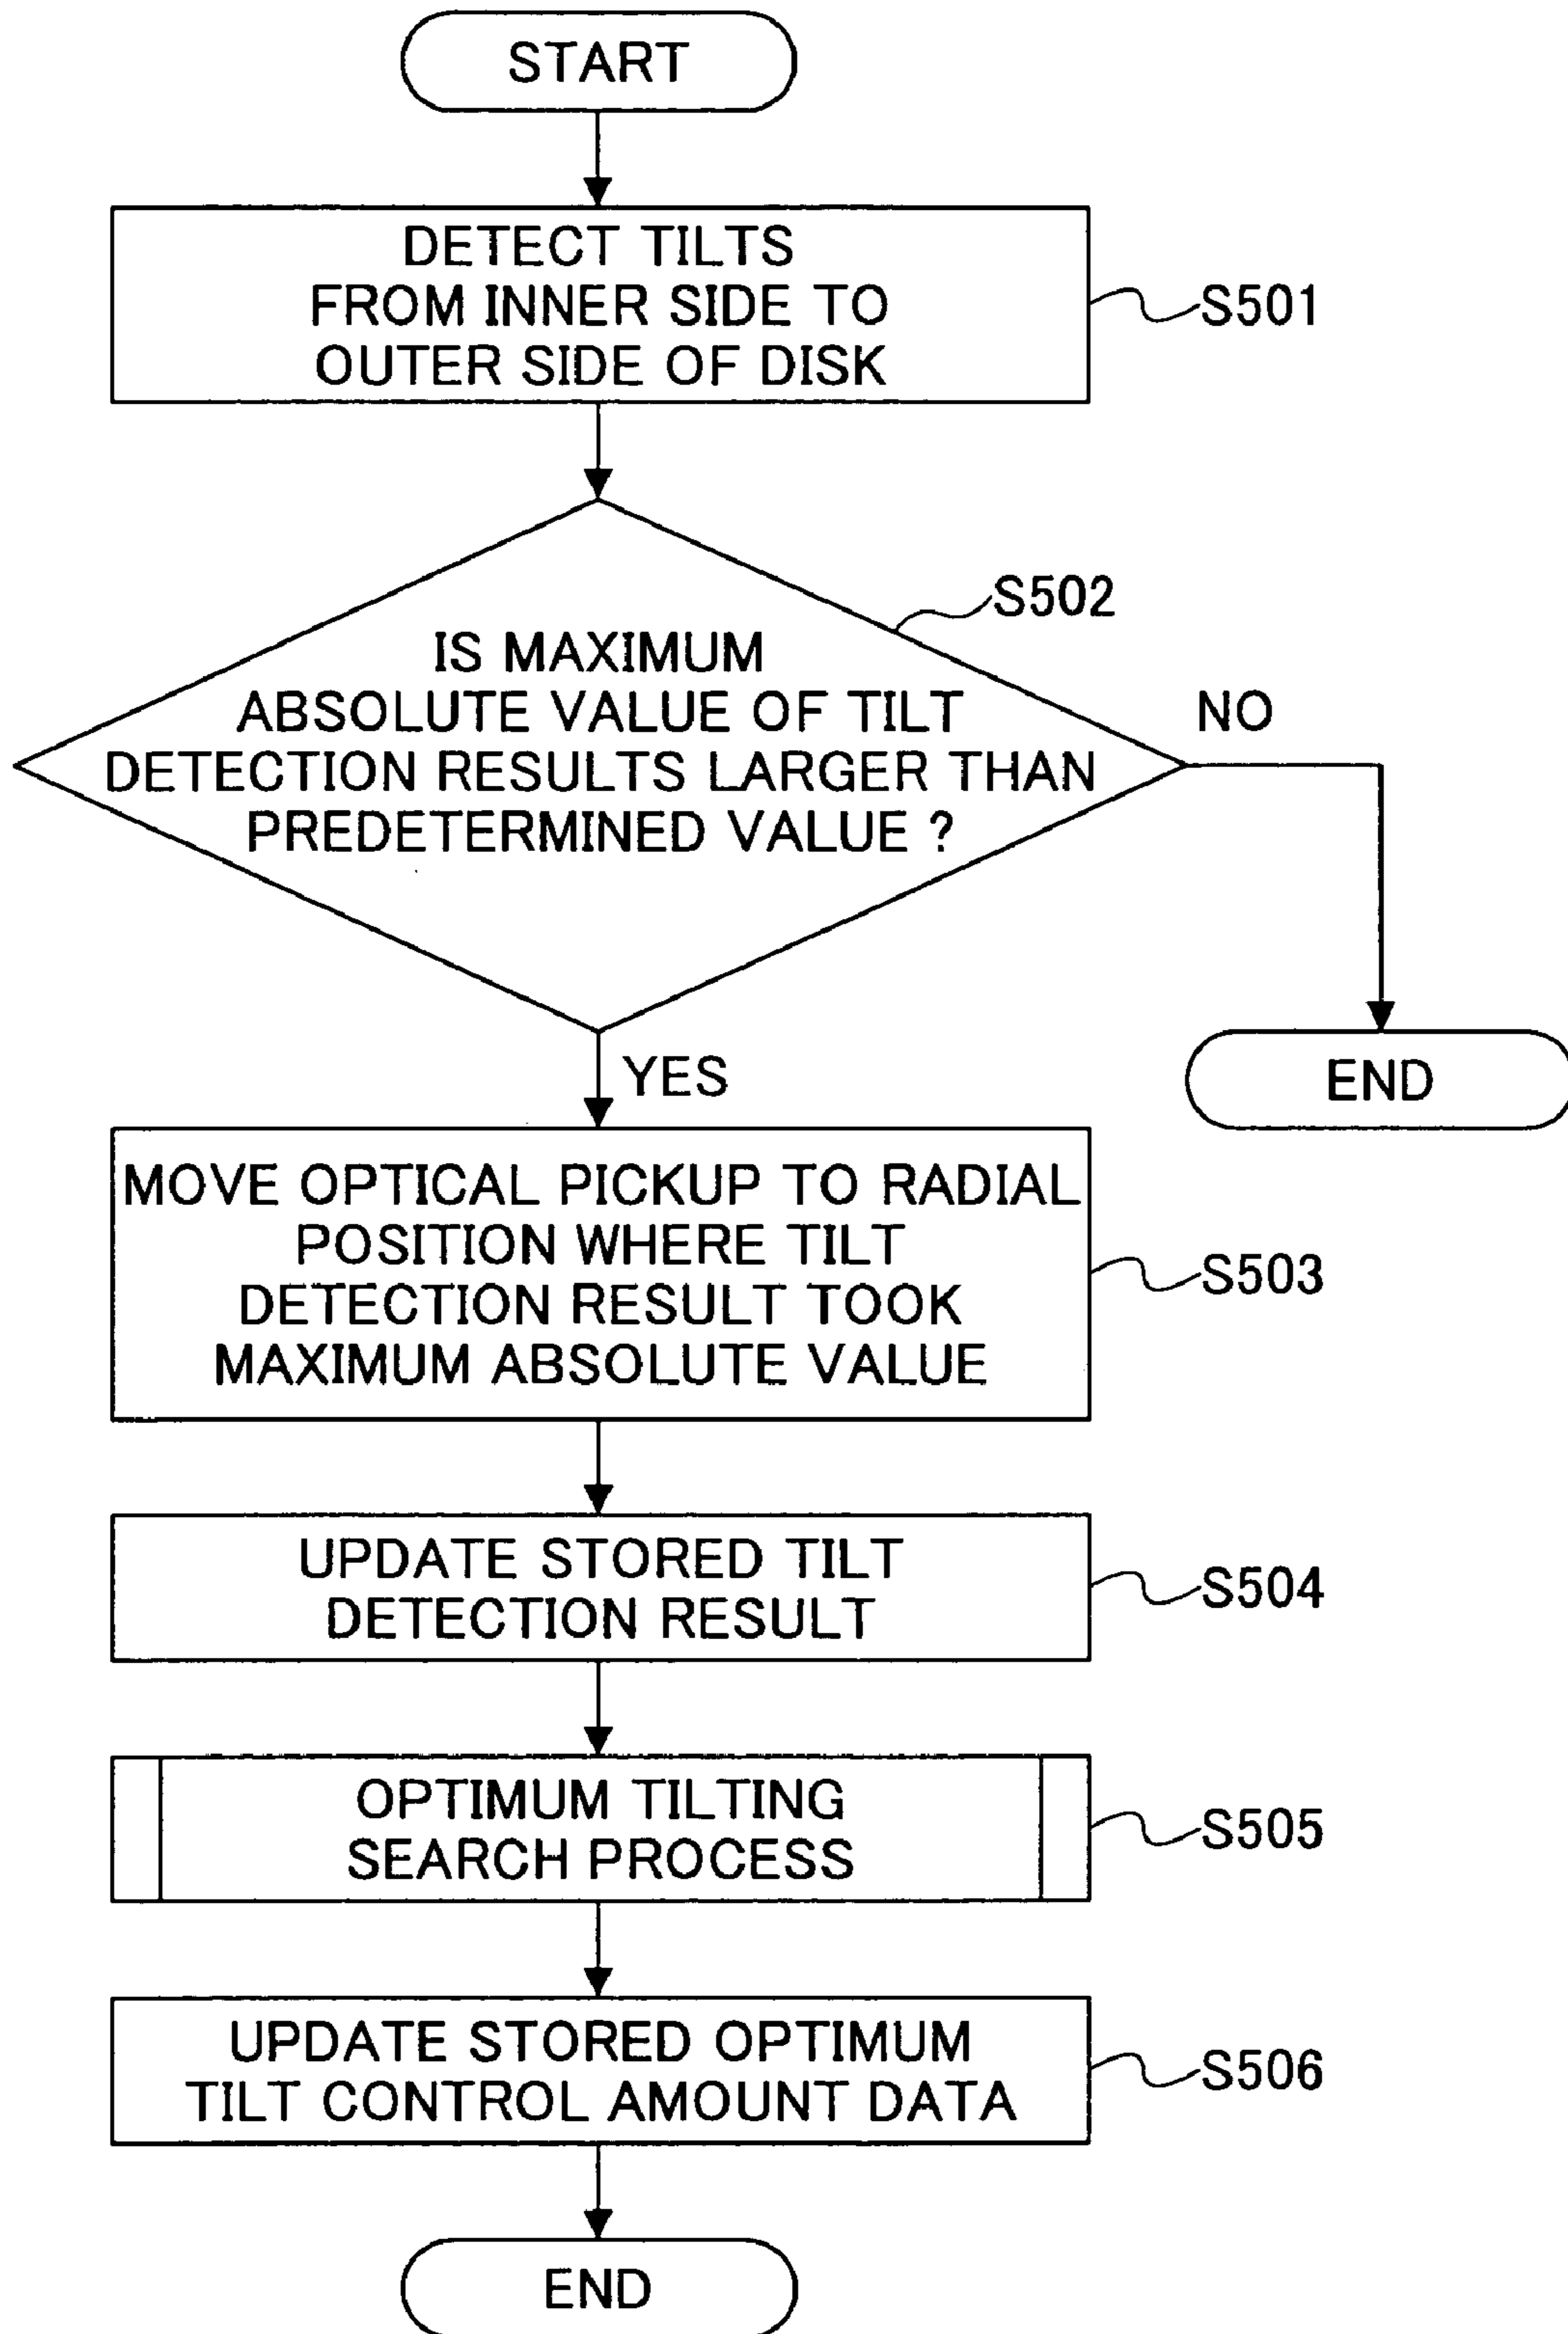 START
DETECT TILTS
FROM INNER SIDE TO
OUTER SIDE OF DISK
S501
S502
IS MAXIMUM
ABSOLUTE VALUE OF TILT
DETECTION RESULTS LARGER THAN
PREDETERMINED VALUE ?
NO
YES
END
MOVE OPTICAL PICKUP TO RADIAL
POSITION WHERE TILT
DETECTION RESULT TOOK
MAXIMUM ABSOLUTE VALUE
S503
UPDATE STORED TILT
DETECTION RESULT
S504
OPTIMUM TILTING
SEARCH PROCESS
S505
UPDATE STORED OPTIMUM
TILT CONTROL AMOUNT DATA
S506
END